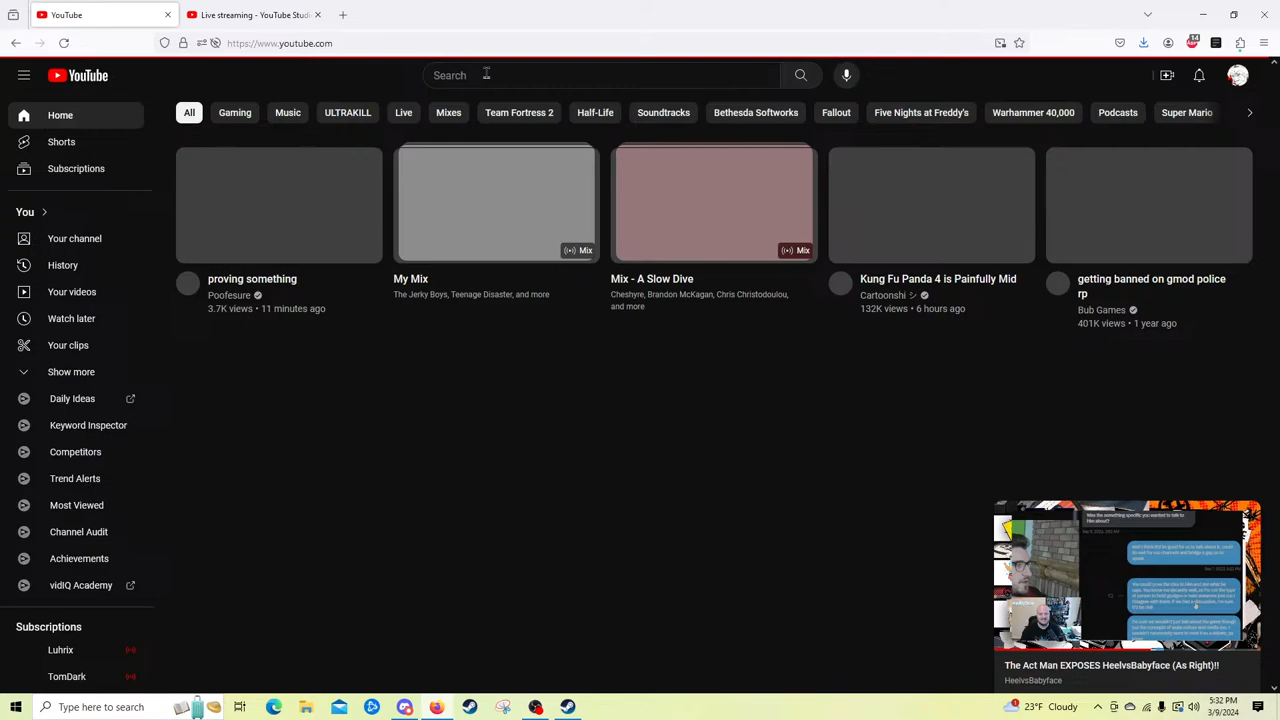 YouTube
Live streaming - YouTube Studi
https://www.youtube.com
14
YouTube
Search
All
Gaming
Music
ULTRAKILL
Live
Mixes
Team Fortress 2
Half-Life
Soundtracks
Bethesda Softworks
Fallout
Five Nights at Freddy's
Warhammer 40,000
Podcasts
Super Mario
Home
Shorts
Subscriptions
You
Your channel
History
Your videos
Watch later
Your clips
Show more
Daily Ideas
Keyword Inspector
Competitors
Trend Alerts
Most Viewed
Channel Audit
Achievements
vidIQ Academy
Subscriptions
Luhrix
TomDark
proving something
Poofesure
3.7K views • 11 minutes ago
Mix
My Mix
The Jerky Boys, Teenage Disaster, and more
Mix
Mix - A Slow Dive
Cheshyre, Brandon McKagan, Chris Christodoulou,
and more
Kung Fu Panda 4 is Painfully Mid
Cartoonshi シ
132K views • 6 hours ago
getting banned on gmod police
rp
Bub Games
401K views • 1 year ago
The Act Man EXPOSES HeelvsBabyface (As Right)!!
HeelvsBabyface
Type here to search
23°F Cloudy
5:32 PM
3/9/2024